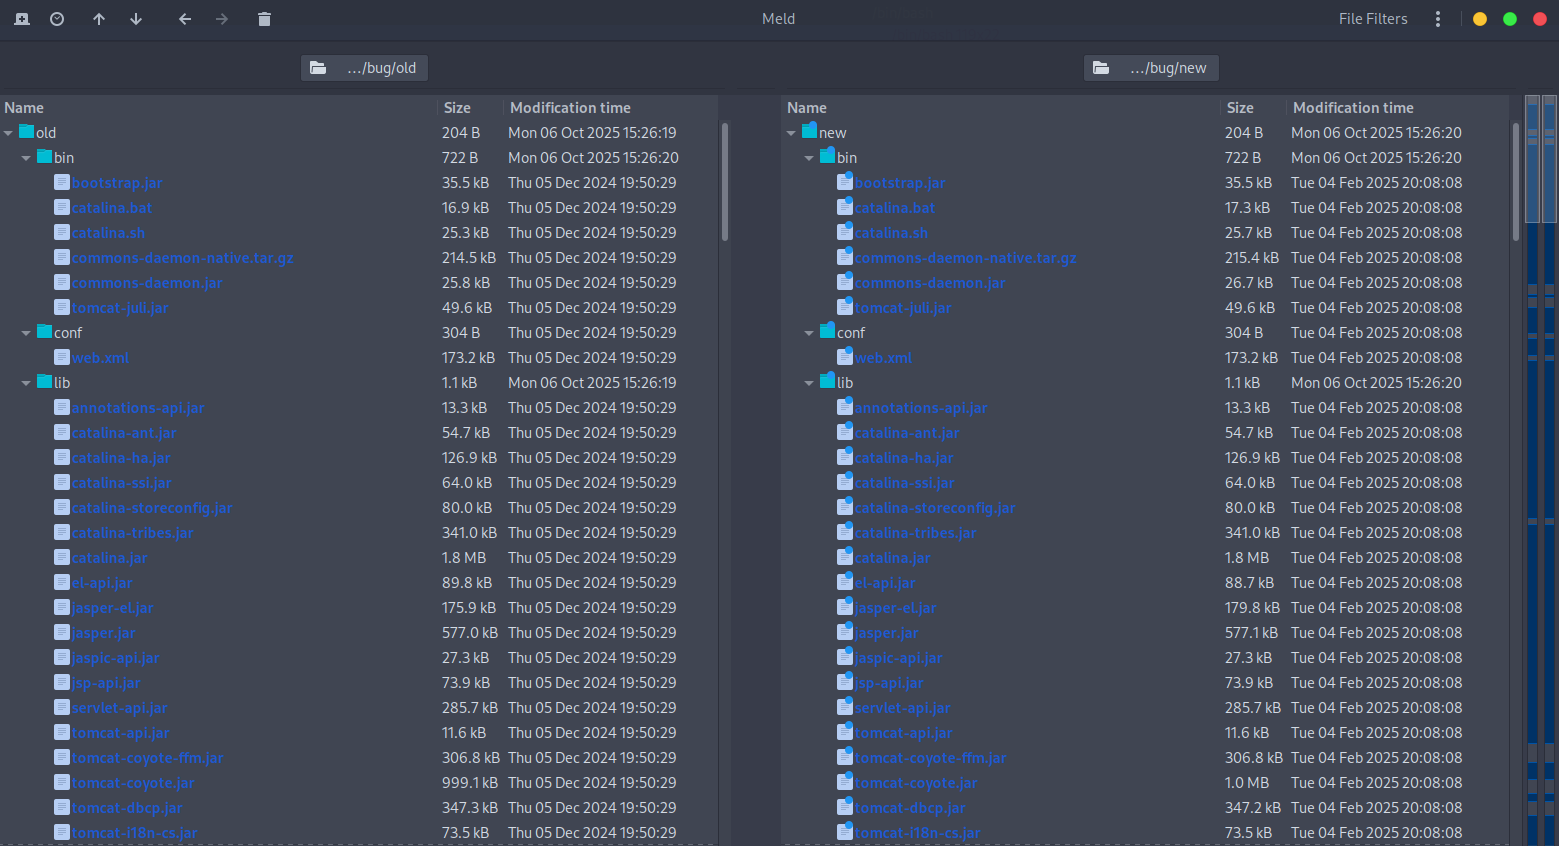 Meld File Filters
.../bug/old .../bug/new
Name Size Modification time Name Size Modification time
old 204 B Mon 06 Oct 2025 15:26:19 new 204 B Mon 06 Oct 2025 15:26:20
bin 722 B Mon 06 Oct 2025 15:26:20 bin 722 B Mon 06 Oct 2025 15:26:20
bootstrap.jar 35.5 kB Thu 05 Dec 2024 19:50:29 bootstrap.jar 35.5 kB Tue 04 Feb 2025 20:08:08
catalina.bat 16.9 kB Thu 05 Dec 2024 19:50:29 catalina.bat 17.3 kB Tue 04 Feb 2025 20:08:08
catalina.sh 25.3 kB Thu 05 Dec 2024 19:50:29 catalina.sh 25.7 kB Tue 04 Feb 2025 20:08:08
commons-daemon-native.tar.gz 214.5 kB Thu 05 Dec 2024 19:50:29 commons-daemon-native.tar.gz 215.4 kB Tue 04 Feb 2025 20:08:08
commons-daemon.jar 25.8 kB Thu 05 Dec 2024 19:50:29 commons-daemon.jar 26.7 kB Tue 04 Feb 2025 20:08:08
tomcat-juli.jar 49.6 kB Thu 05 Dec 2024 19:50:29 tomcat-juli.jar 49.6 kB Tue 04 Feb 2025 20:08:08
conf 304 B Thu 05 Dec 2024 19:50:29 conf 304 B Tue 04 Feb 2025 20:08:08
web.xml 173.2 kB Thu 05 Dec 2024 19:50:29 web.xml 173.2 kB Tue 04 Feb 2025 20:08:08
lib 1.1 kB Mon 06 Oct 2025 15:26:19 lib 1.1 kB Mon 06 Oct 2025 15:26:20
annotations-api.jar 13.3 kB Thu 05 Dec 2024 19:50:29 annotations-api.jar 13.3 kB Tue 04 Feb 2025 20:08:08
catalina-ant.jar 54.7 kB Thu 05 Dec 2024 19:50:29 catalina-ant.jar 54.7 kB Tue 04 Feb 2025 20:08:08
catalina-ha.jar 126.9 kB Thu 05 Dec 2024 19:50:29 catalina-ha.jar 126.9 kB Tue 04 Feb 2025 20:08:08
catalina-ssi.jar 64.0 kB Thu 05 Dec 2024 19:50:29 catalina-ssi.jar 64.0 kB Tue 04 Feb 2025 20:08:08
catalina-storeconfig.jar 80.0 kB Thu 05 Dec 2024 19:50:29 catalina-storeconfig.jar 80.0 kB Tue 04 Feb 2025 20:08:08
catalina-tribes.jar 341.0 kB Thu 05 Dec 2024 19:50:29 catalina-tribes.jar 341.0 kB Tue 04 Feb 2025 20:08:08
catalina.jar 1.8 MB Thu 05 Dec 2024 19:50:29 catalina.jar 1.8 MB Tue 04 Feb 2025 20:08:08
el-api.jar 89.8 kB Thu 05 Dec 2024 19:50:29 el-api.jar 88.7 kB Tue 04 Feb 2025 20:08:08
jasper-el.jar 175.9 kB Thu 05 Dec 2024 19:50:29 jasper-el.jar 179.8 kB Tue 04 Feb 2025 20:08:08
jasper.jar 577.0 kB Thu 05 Dec 2024 19:50:29 jasper.jar 577.1 kB Tue 04 Feb 2025 20:08:08
jaspic-api.jar 27.3 kB Thu 05 Dec 2024 19:50:29 jaspic-api.jar 27.3 kB Tue 04 Feb 2025 20:08:08
jsp-api.jar 73.9 kB Thu 05 Dec 2024 19:50:29 jsp-api.jar 73.9 kB Tue 04 Feb 2025 20:08:08
servlet-api.jar 285.7 kB Thu 05 Dec 2024 19:50:29 servlet-api.jar 285.7 kB Tue 04 Feb 2025 20:08:08
tomcat-api.jar 11.6 kB Thu 05 Dec 2024 19:50:29 tomcat-api.jar 11.6 kB Tue 04 Feb 2025 20:08:08
tomcat-coyote-ffm.jar 306.8 kB Thu 05 Dec 2024 19:50:29 tomcat-coyote-ffm.jar 306.8 kB Tue 04 Feb 2025 20:08:08
tomcat-coyote.jar 999.1 kB Thu 05 Dec 2024 19:50:29 tomcat-coyote.jar 1.0 MB Tue 04 Feb 2025 20:08:08
tomcat-dbcp.jar 347.3 kB Thu 05 Dec 2024 19:50:29 tomcat-dbcp.jar 347.2 kB Tue 04 Feb 2025 20:08:08
tomcat-i18n-cs.jar 73.5 kB Thu 05 Dec 2024 19:50:29 tomcat-i18n-cs.jar 73.5 kB Tue 04 Feb 2025 20:08:08